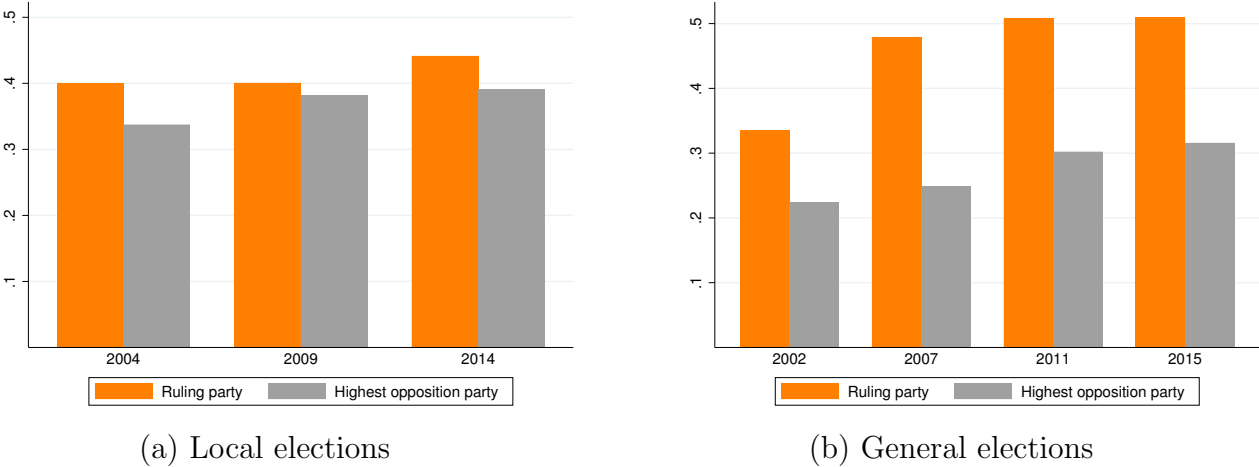 .5
.4
.3
.2
.1
2004 2009 2014
Ruling party Highest opposition party
(a) Local elections
.5
.4
.3
.2
.1
2002 2007 2011 2015
Ruling party Highest opposition party
(b) General elections